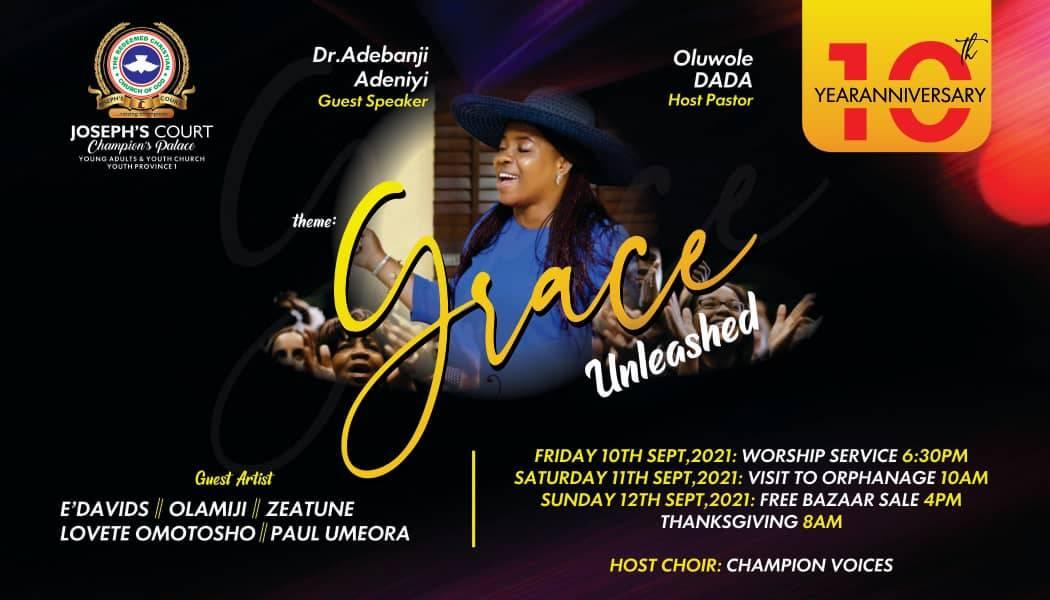 THE REDEEMED CHRISTIAN
CHURCH OF GOD
JOSEPH'S COURT
JOSEPH'S COURT
Champion's Palace
YOUNG ADULTS & YOUTH CHURCH
YOUTH PROVINCE 1
Dr.Adebanji
Adeniyi
Guest Speaker
Oluwole
DADA
Host Pastor
10th
YEARANNIVERSARY
theme:
Grace
Unleashed
Guest Artist
E'DAVIDS // OLAMIJI // ZEATUNE
LOVETE OMOTOSHO // PAUL UMEORA
FRIDAY 10TH SEPT,2021: WORSHIP SERVICE 6:30PM
SATURDAY 11TH SEPT,2021: VISIT TO ORPHANAGE 10AM
SUNDAY 12TH SEPT,2021: FREE BAZAAR SALE 4PM
THANKSGIVING 8AM
HOST CHOIR: CHAMPION VOICES